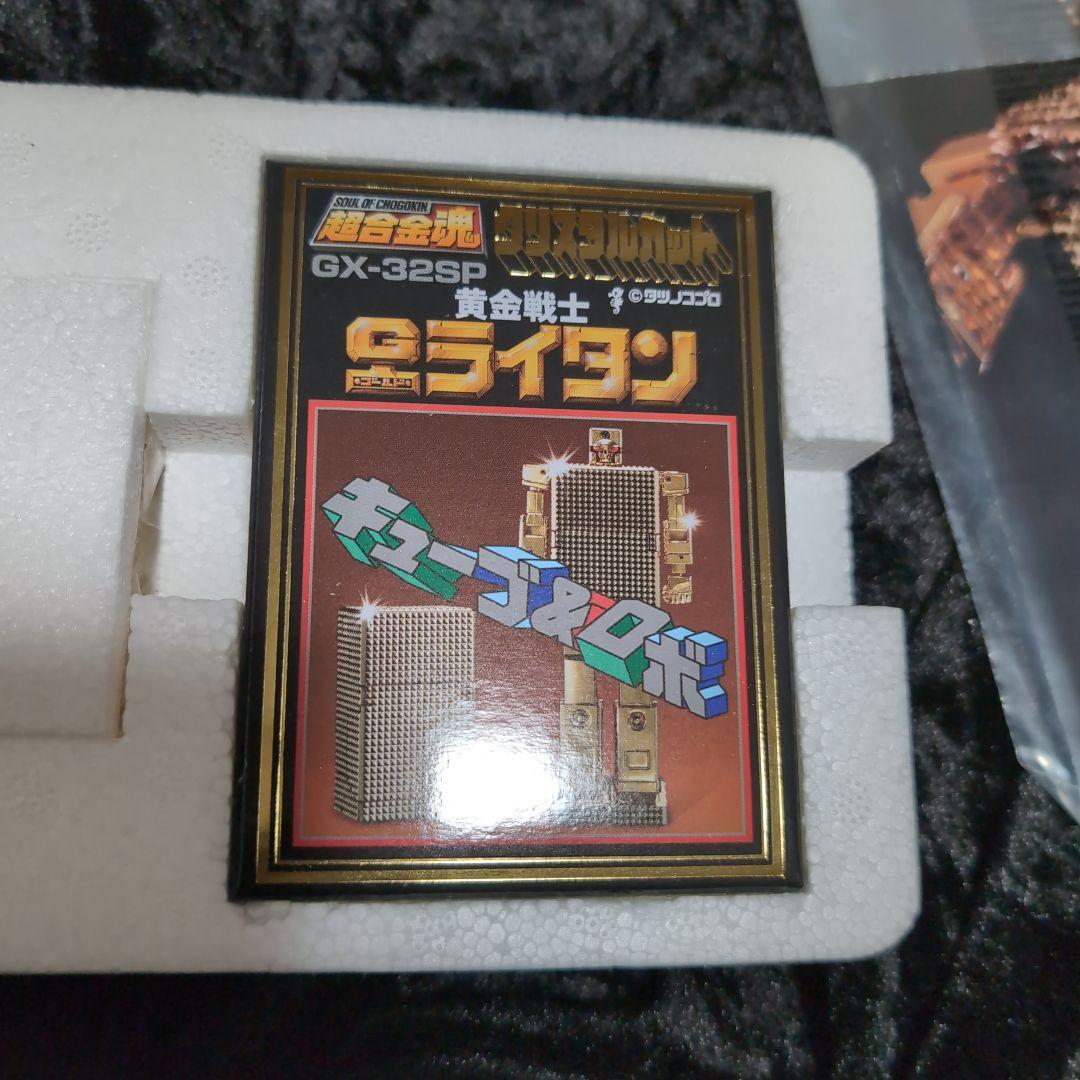 SOUL OF CHOGOKIN
超合金魂
クリスタルカット
GX-32SP
黄金戦士
©タツノコプロ
Gライタン
・ゴールド・
キューブ&ロボ